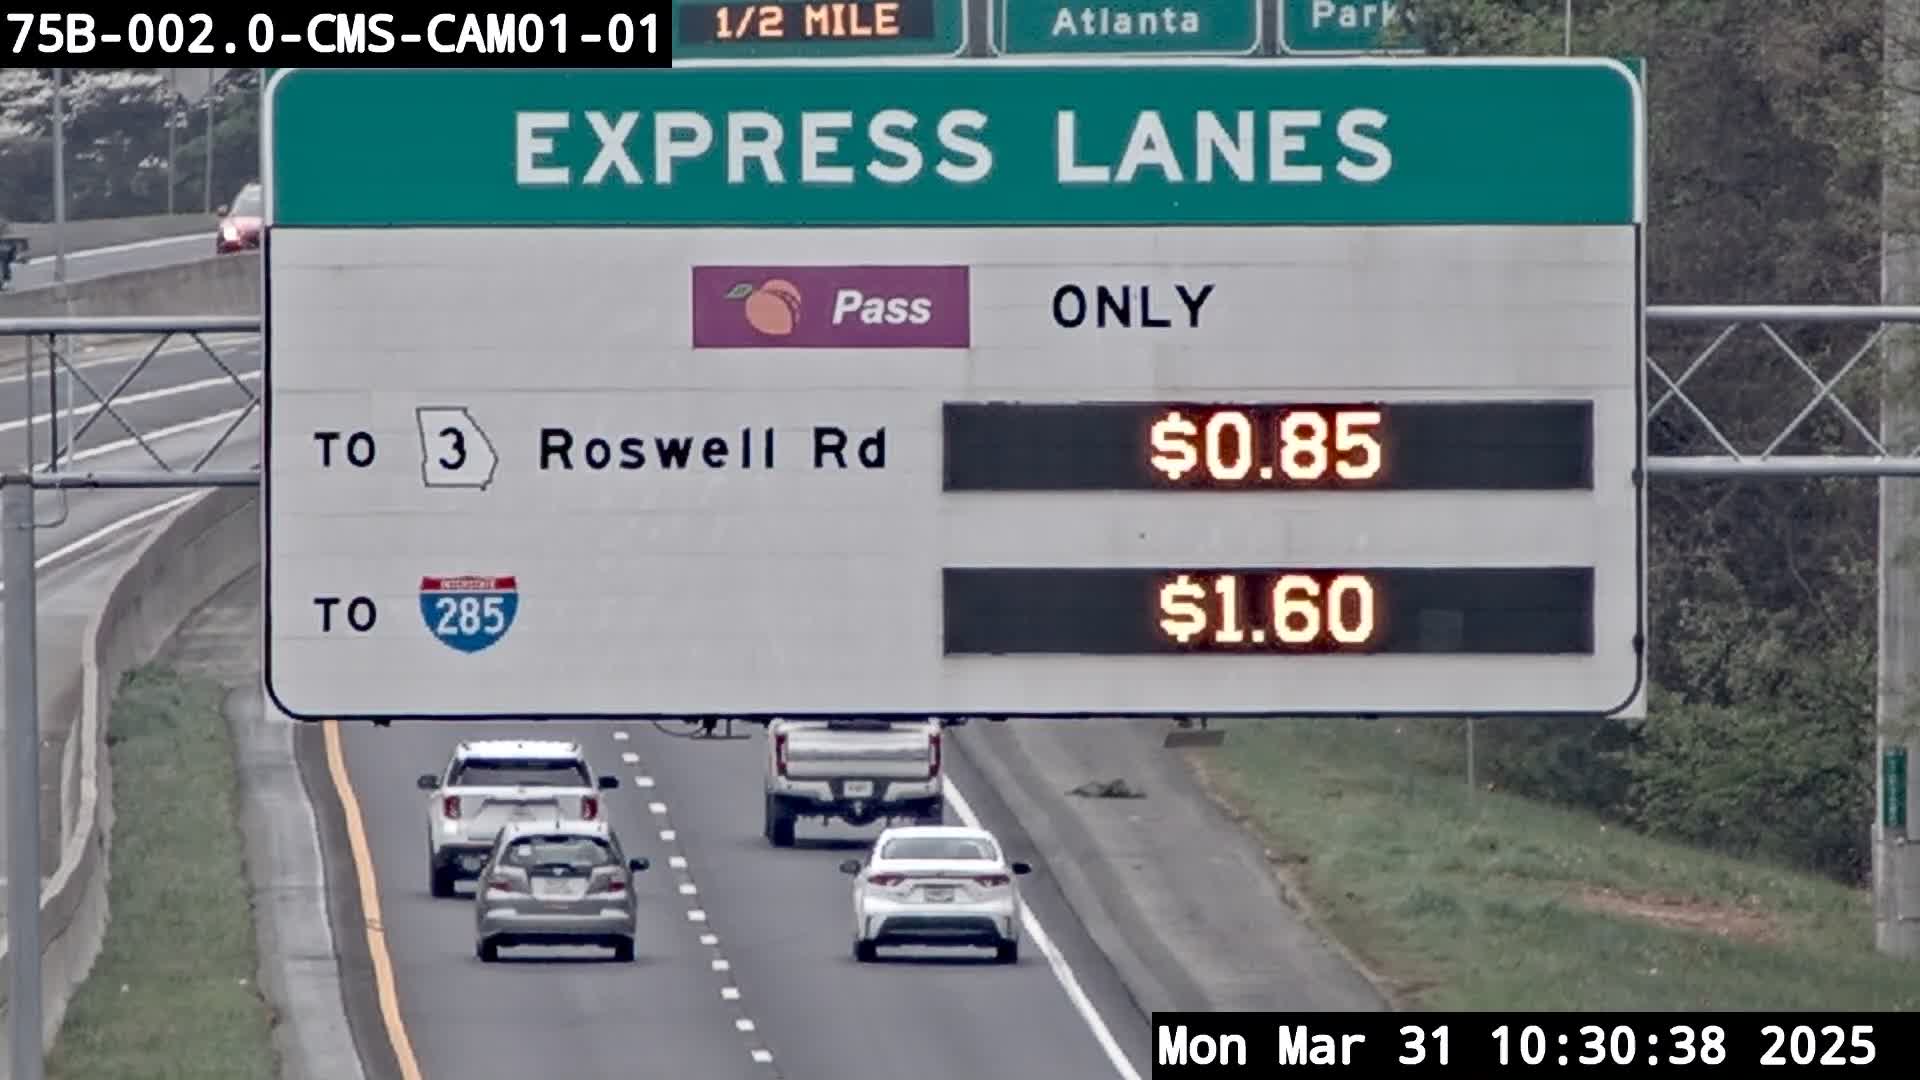 75B-002.0-CMS-CAM01-01
1/2 MILE
Atlanta
Park
EXPRESS LANES
Pass ONLY
TO 3 Roswell Rd $0.85
TO 285 $1.60
Mon Mar 31 10:30:38 2025